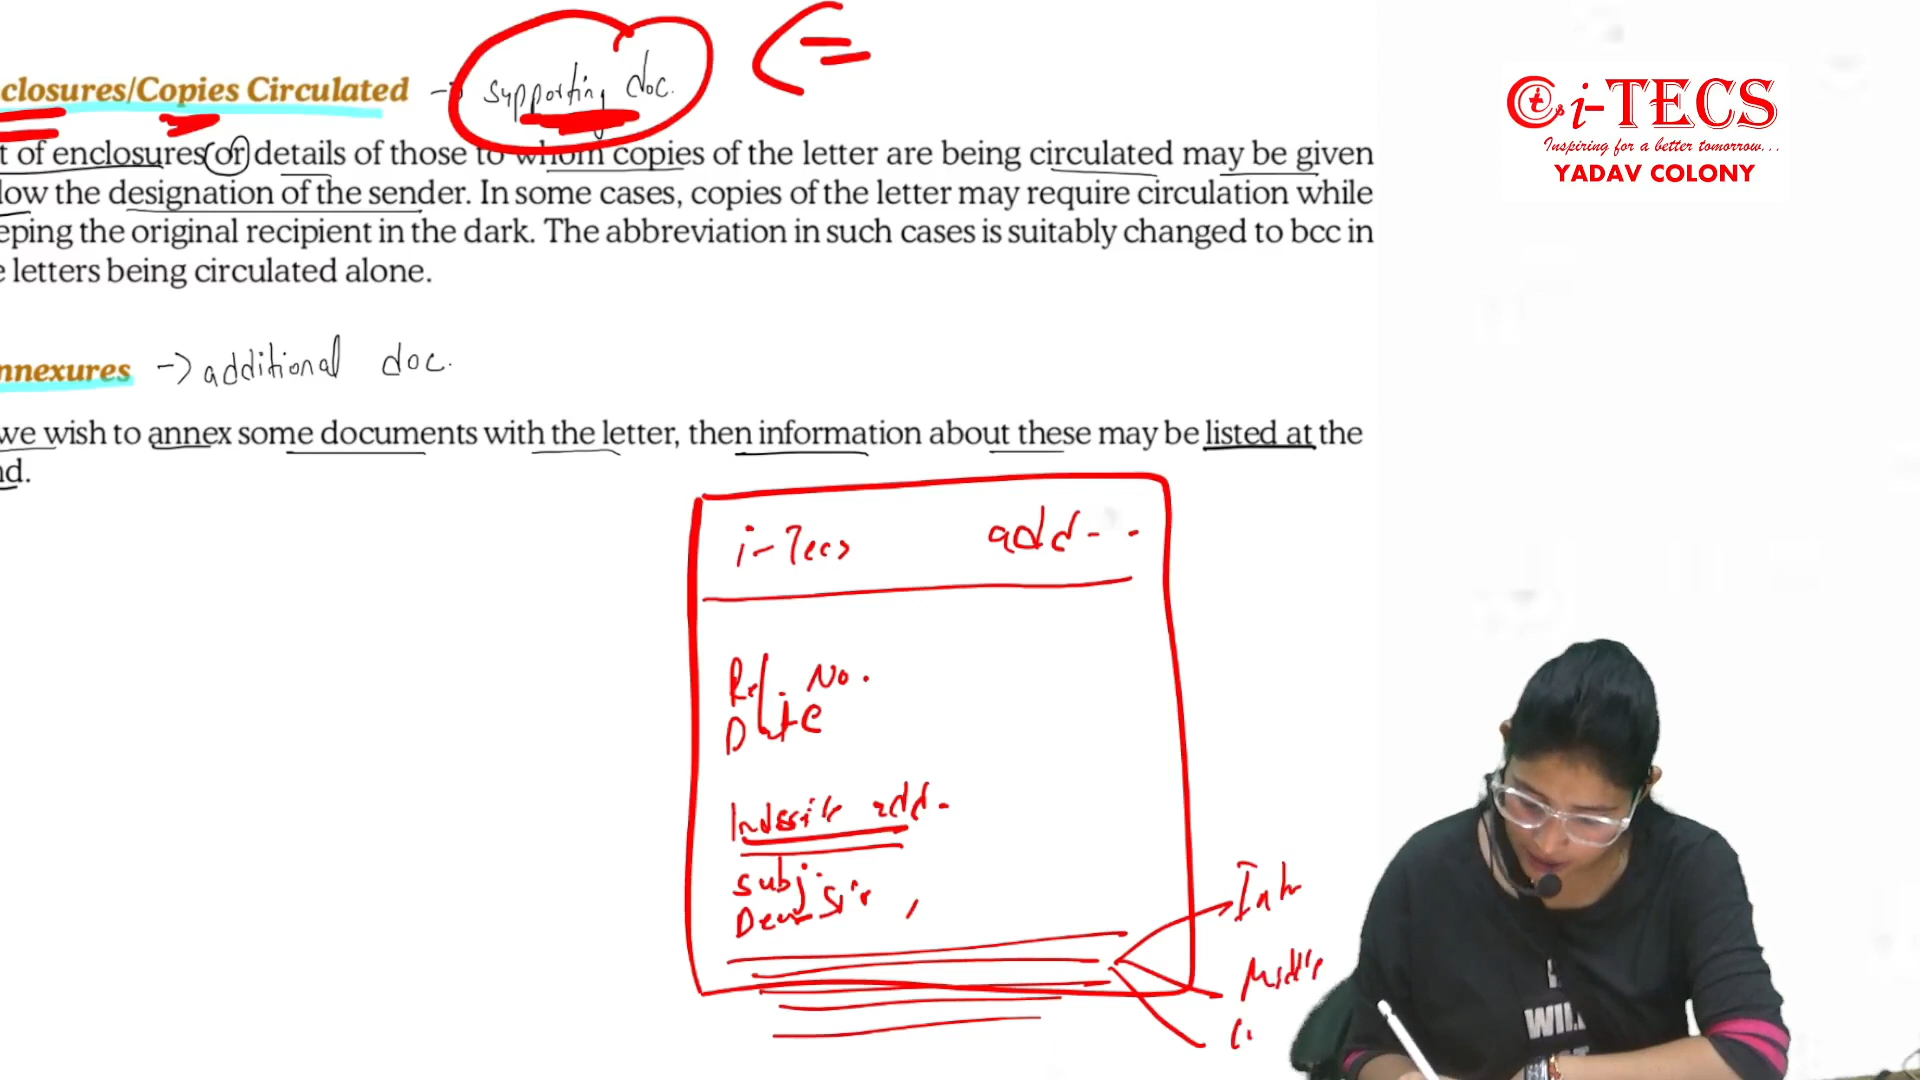 closures/Copies Circulated → supporting doc.
t of enclosures or details of those to whom copies of the letter are being circulated may be given
low the designation of the sender. In some cases, copies of the letter may require circulation while
eping the original recipient in the dark. The abbreviation in such cases is suitably changed to bcc in
e letters being circulated alone.
nnexures → additional doc.
we wish to annex some documents with the letter, then information about these may be listed at the
nd.
i-Tecs add--
Ref. No.
Date
add.
Subj.
Sir,
Middle
i-TECS
Inspiring for a better tomorrow...
YADAV COLONY